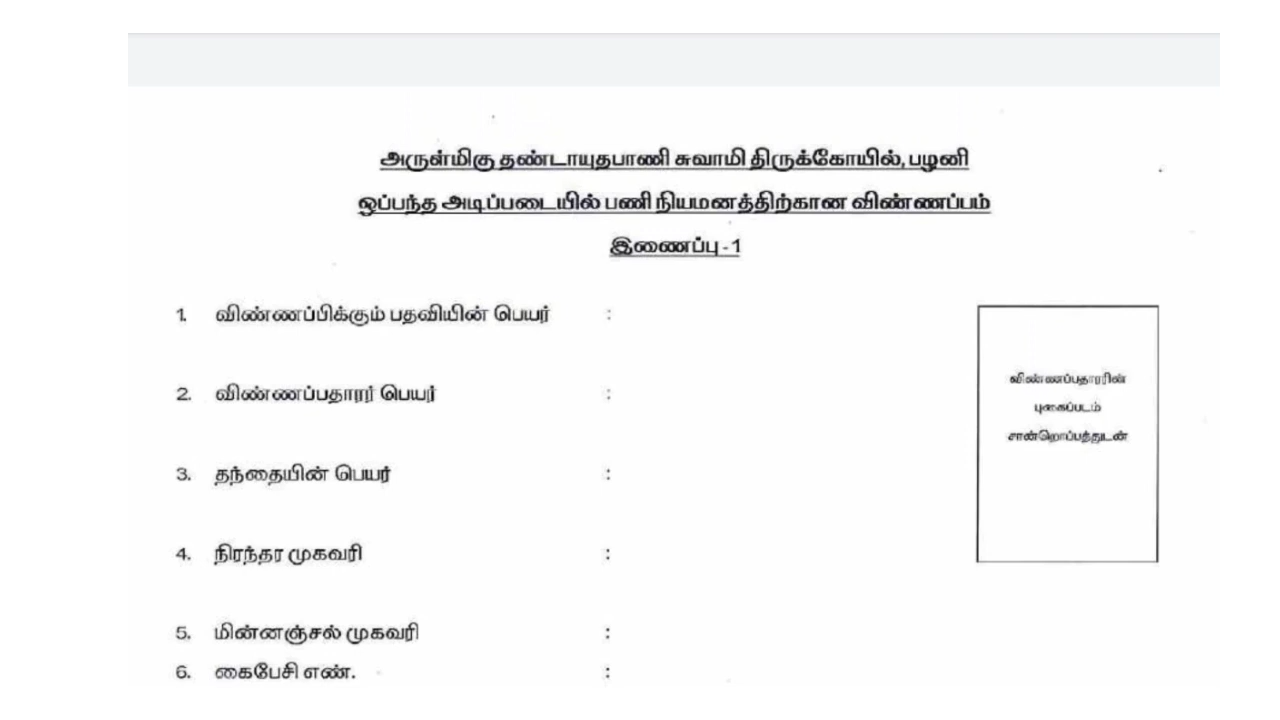 அருள்மிகு தண்டாயுதபாணி சுவாமி திருக்கோயில், பழனி
ஒப்பந்த அடிப்படையில் பணி நியமனத்திற்கான விண்ணப்பம்
இணைப்பு - 1
1. விண்ணப்பிக்கும் பதவியின் பெயர் :
2. விண்ணப்பதாரர் பெயர் :
விண்ணப்பதாரரின்
புகைப்படம்
சான்றொப்பத்துடன்
3. தந்தையின் பெயர் :
4. நிரந்தர முகவரி :
5. மின்னஞ்சல் முகவரி :
6. கைபேசி எண். :